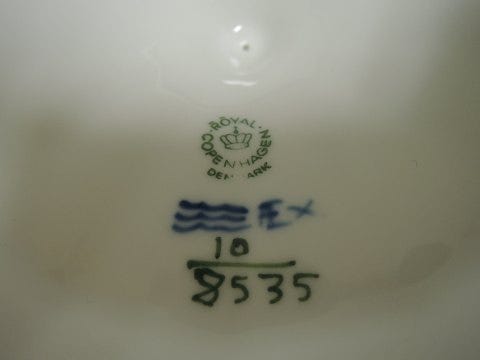 ROYAL
COPENHAGEN
DENMARK
EX
10
8535